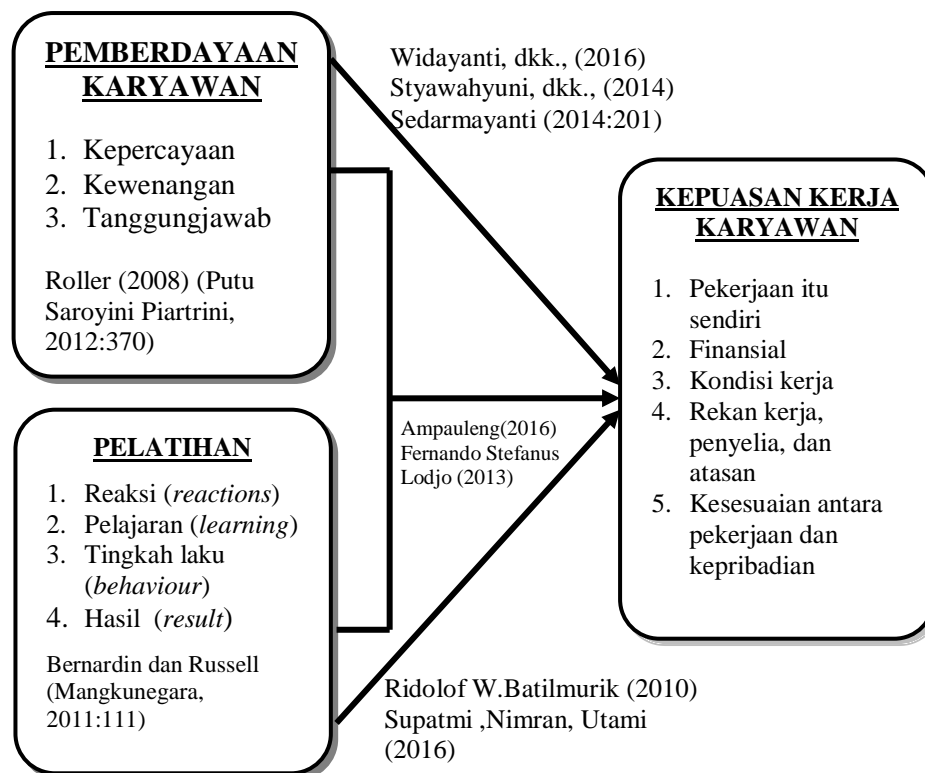 PEMBERDAYAAN
KARYAWAN
1. Kepercayaan
2. Kewenangan
3. Tanggungjawab
Roller (2008) (Putu
Saroyini Piartrini,
2012:370)
Widayanti, dkk., (2016)
Styawahyuni, dkk., (2014)
Sedarmayanti (2014:201)
PELATIHAN
1. Reaksi (reactions)
2. Pelajaran (learning)
3. Tingkah laku
(behaviour)
4. Hasil (result)
Bernardin dan Russell
(Mangkunegara,
2011:111)
Ampauleng(2016)
Fernando Stefanus
Lodjo (2013)
Ridolof W.Batilmurik (2010)
Supatmi ,Nimran, Utami
(2016)
KEPUASAN KERJA
KARYAWAN
1. Pekerjaan itu
sendiri
2. Finansial
3. Kondisi kerja
4. Rekan kerja,
penyelia, dan
atasan
5. Kesesuaian antara
pekerjaan dan
kepribadian